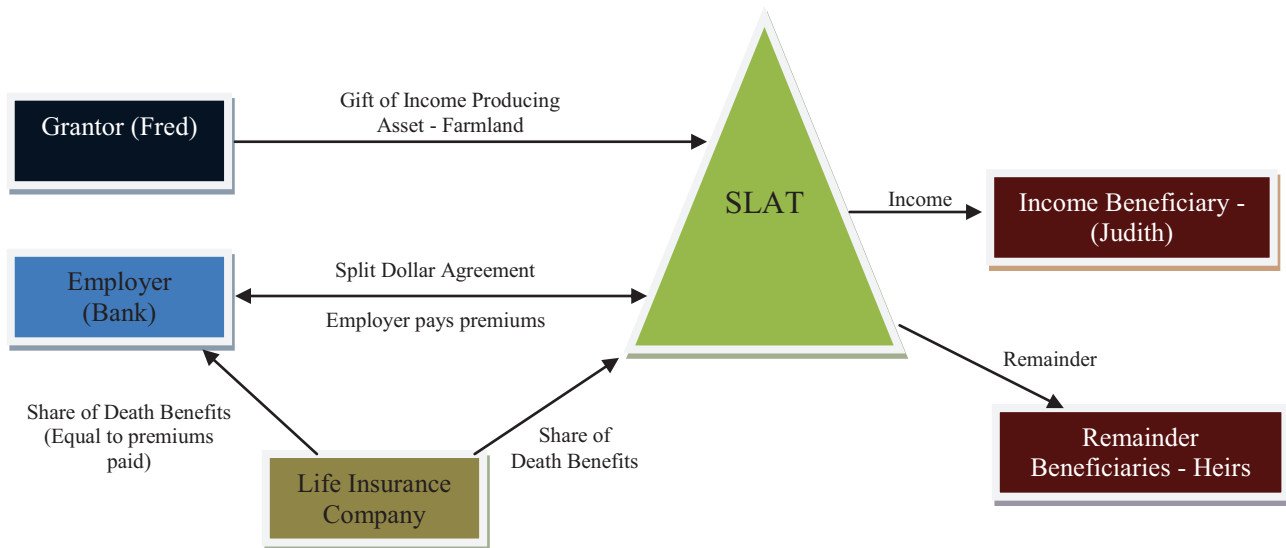 Grantor (Fred)
Gift of Income Producing
Asset - Farmland
SLAT
Income
Income Beneficiary -
(Judith)
Employer
(Bank)
Split Dollar Agreement
Employer pays premiums
Remainder
Share of Death Benefits
(Equal to premiums
paid)
Share of
Death Benefits
Life Insurance
Company
Remainder
Beneficiaries - Heirs